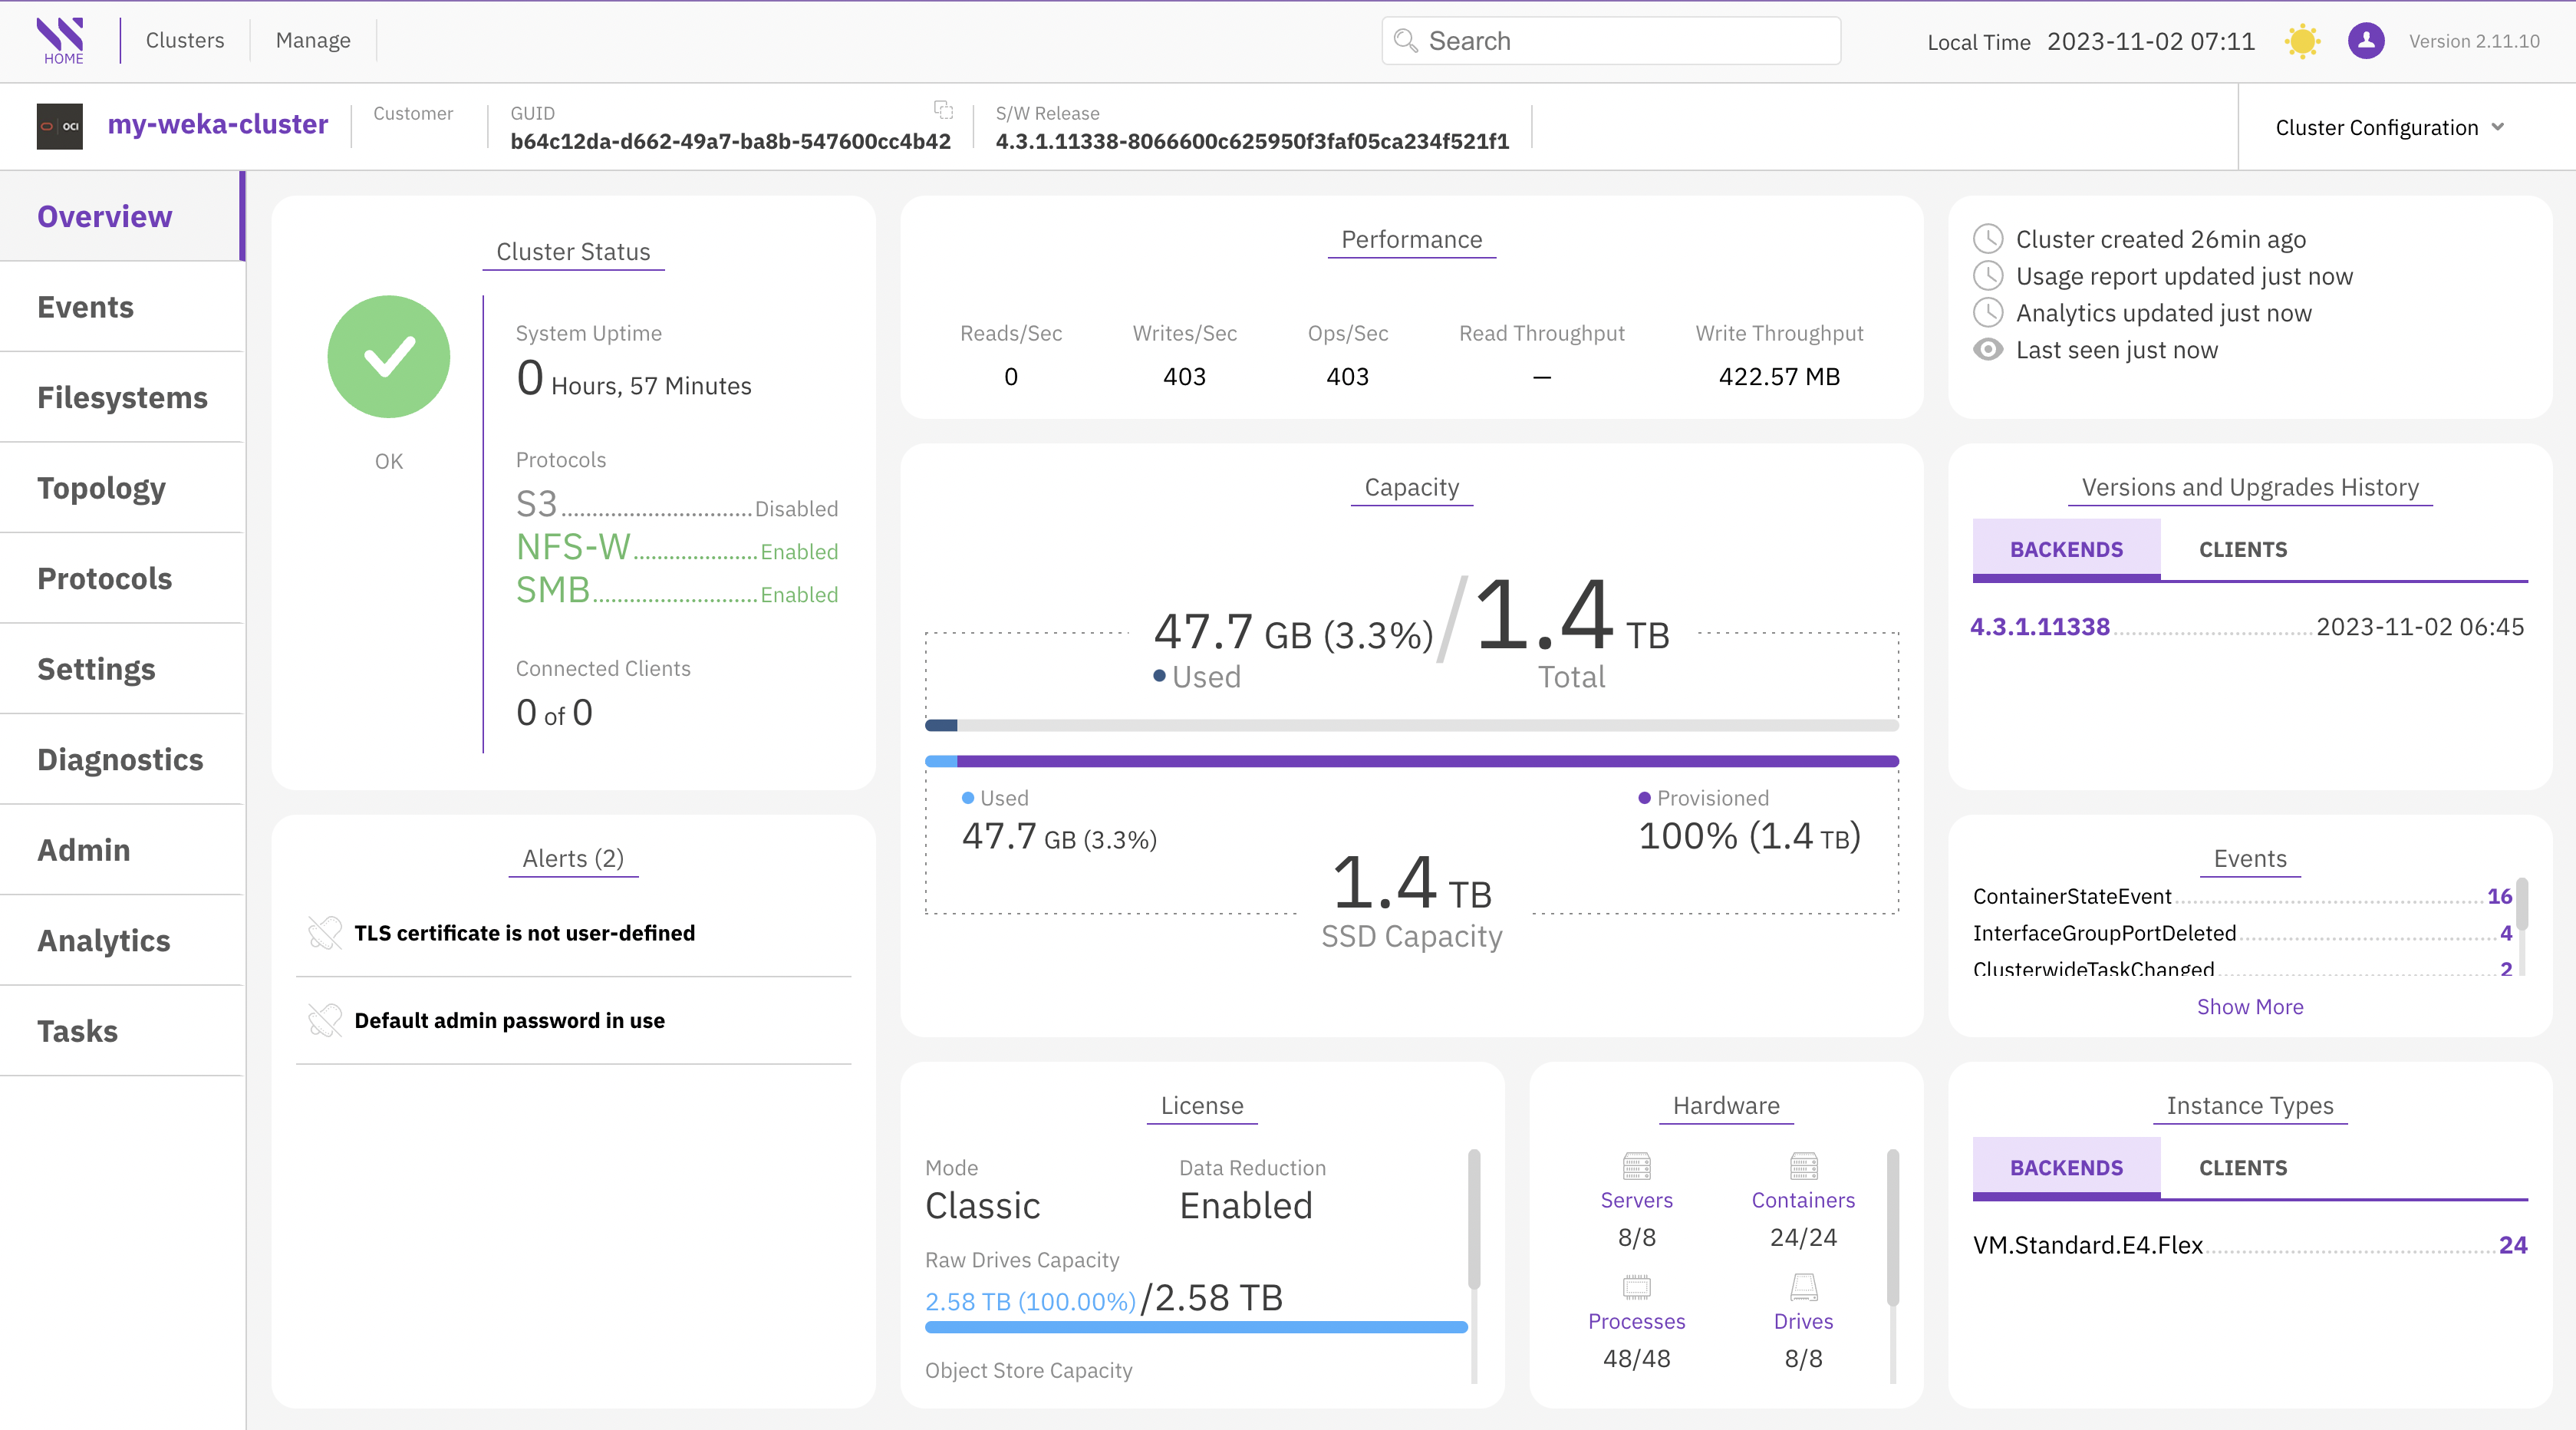 HOME
Clusters
Manage
Search
Local Time 2023-11-02 07:11
Version 2.11.10
OCI
my-weka-cluster
Customer
GUID
b64c12da-d662-49a7-ba8b-547600cc4b42
S/W Release
4.3.1.11338-8066600c625950f3faf05ca234f521f1
Cluster Configuration
Overview
Events
Filesystems
Topology
Protocols
Settings
Diagnostics
Admin
Analytics
Tasks
Cluster Status
OK
System Uptime
0 Hours, 57 Minutes
Protocols
S3 Disabled
NFS-W Enabled
SMB Enabled
Connected Clients
0 of 0
Alerts (2)
TLS certificate is not user-defined
Default admin password in use
Performance
Reads/Sec Writes/Sec Ops/Sec Read Throughput Write Throughput
0 403 403 — 422.57 MB
Capacity
47.7 GB (3.3%)/1.4 TB
Used Total
Used Provisioned
47.7 GB (3.3%) 100% (1.4 TB)
1.4 TB
SSD Capacity
License
Mode Data Reduction
Classic Enabled
Raw Drives Capacity
2.58 TB (100.00%)/2.58 TB
Object Store Capacity
Hardware
Servers Containers
8/8 24/24
Processes Drives
48/48 8/8
Cluster created 26min ago
Usage report updated just now
Analytics updated just now
Last seen just now
Versions and Upgrades History
BACKENDS CLIENTS
4.3.1.11338 2023-11-02 06:45
Events
ContainerStateEvent 16
InterfaceGroupPortDeleted 4
ClusterwideTaskChanged 2
Show More
Instance Types
BACKENDS CLIENTS
VM.Standard.E4.Flex 24